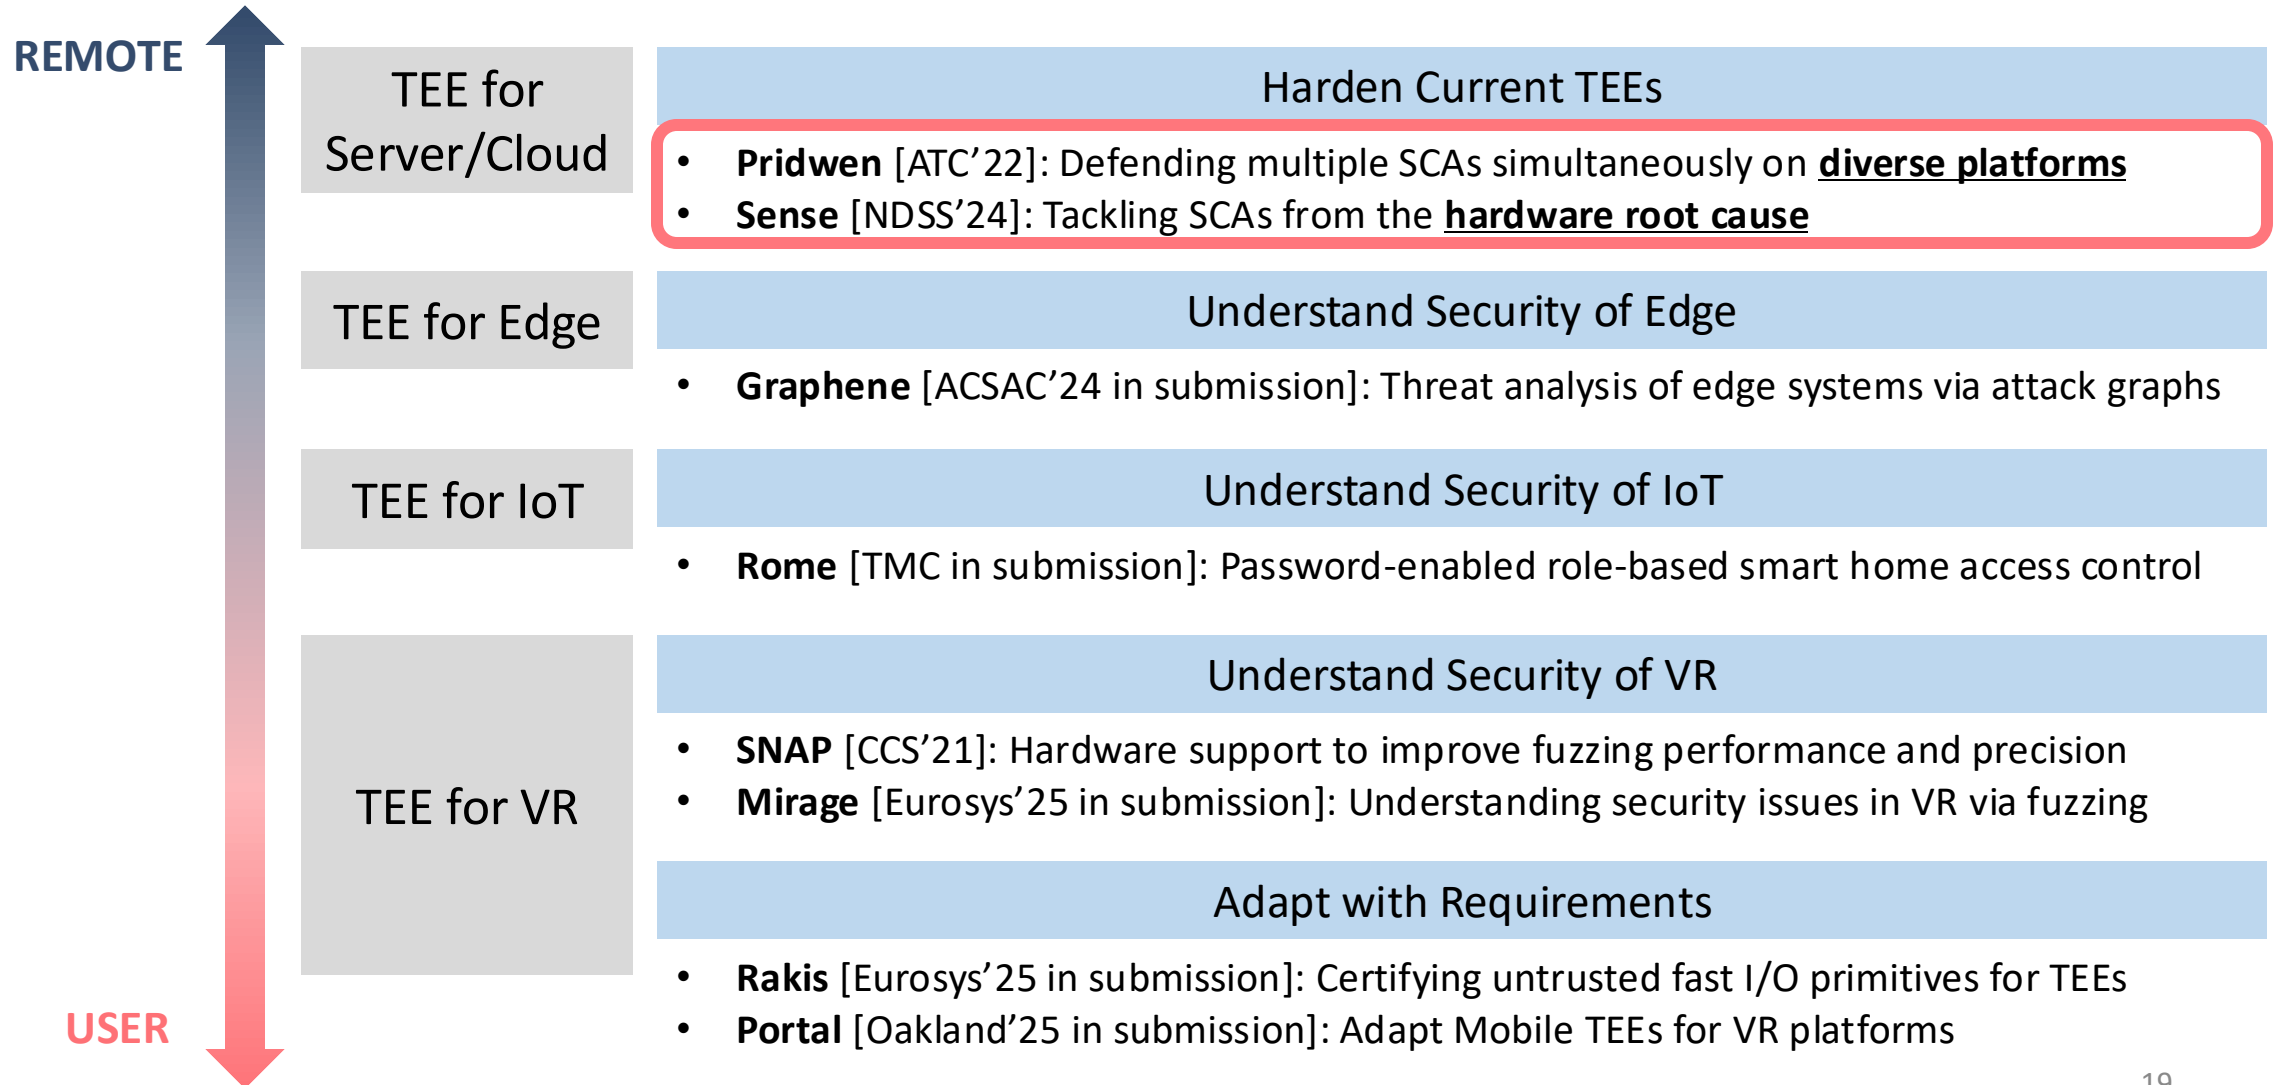 REMOTE
TEE for
Server/Cloud
Harden Current TEEs
• Pridwen [ATC’22]: Defending multiple SCAs simultaneously on diverse platforms
• Sense [NDSS’24]: Tackling SCAs from the hardware root cause
TEE for Edge
Understand Security of Edge
• Graphene [ACSAC’24 in submission]: Threat analysis of edge systems via attack graphs
TEE for IoT
Understand Security of IoT
• Rome [TMC in submission]: Password-enabled role-based smart home access control
TEE for VR
Understand Security of VR
• SNAP [CCS’21]: Hardware support to improve fuzzing performance and precision
• Mirage [Eurosys’25 in submission]: Understanding security issues in VR via fuzzing
Adapt with Requirements
• Rakis [Eurosys’25 in submission]: Certifying untrusted fast I/O primitives for TEEs
• Portal [Oakland’25 in submission]: Adapt Mobile TEEs for VR platforms
USER
19